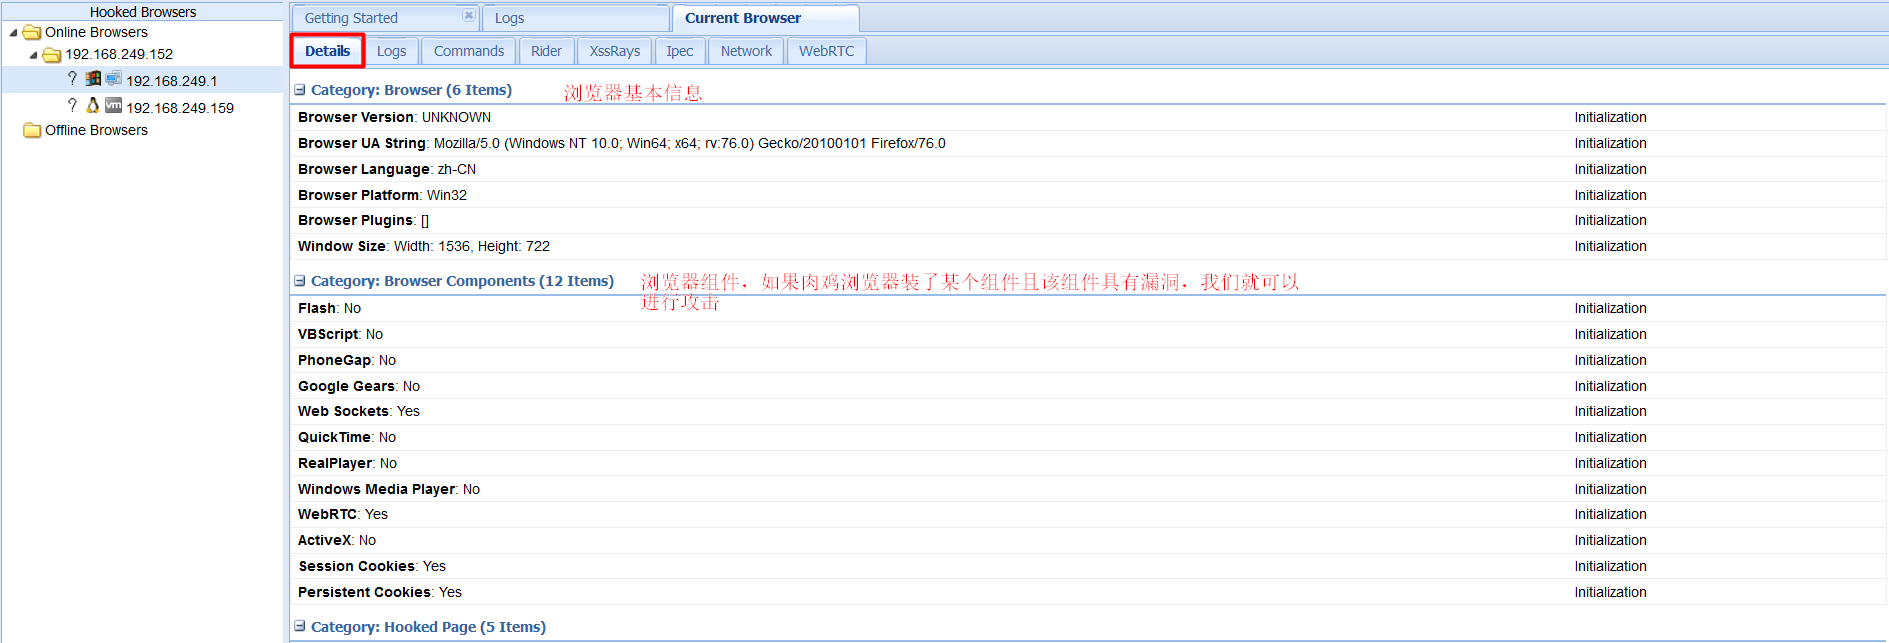 Hooked Browsers
Online Browsers
192.168.249.152
? 192.168.249.1
? vm 192.168.249.159
Offline Browsers
Getting Started Logs Current Browser
Details Logs Commands Rider XssRays Ipec Network WebRTC
Category: Browser (6 Items) 浏览器基本信息
Browser Version: UNKNOWN Initialization
Browser UA String: Mozilla/5.0 (Windows NT 10.0; Win64; x64; rv:76.0) Gecko/20100101 Firefox/76.0 Initialization
Browser Language: zh-CN Initialization
Browser Platform: Win32 Initialization
Browser Plugins: [] Initialization
Window Size: Width: 1536, Height: 722 Initialization
Category: Browser Components (12 Items) 浏览器组件，如果肉鸡浏览器装了某个组件且该组件具有漏洞，我们就可以
进行攻击
Flash: No Initialization
VBScript: No Initialization
PhoneGap: No Initialization
Google Gears: No Initialization
Web Sockets: Yes Initialization
QuickTime: No Initialization
RealPlayer: No Initialization
Windows Media Player: No Initialization
WebRTC: Yes Initialization
ActiveX: No Initialization
Session Cookies: Yes Initialization
Persistent Cookies: Yes Initialization
Category: Hooked Page (5 Items)